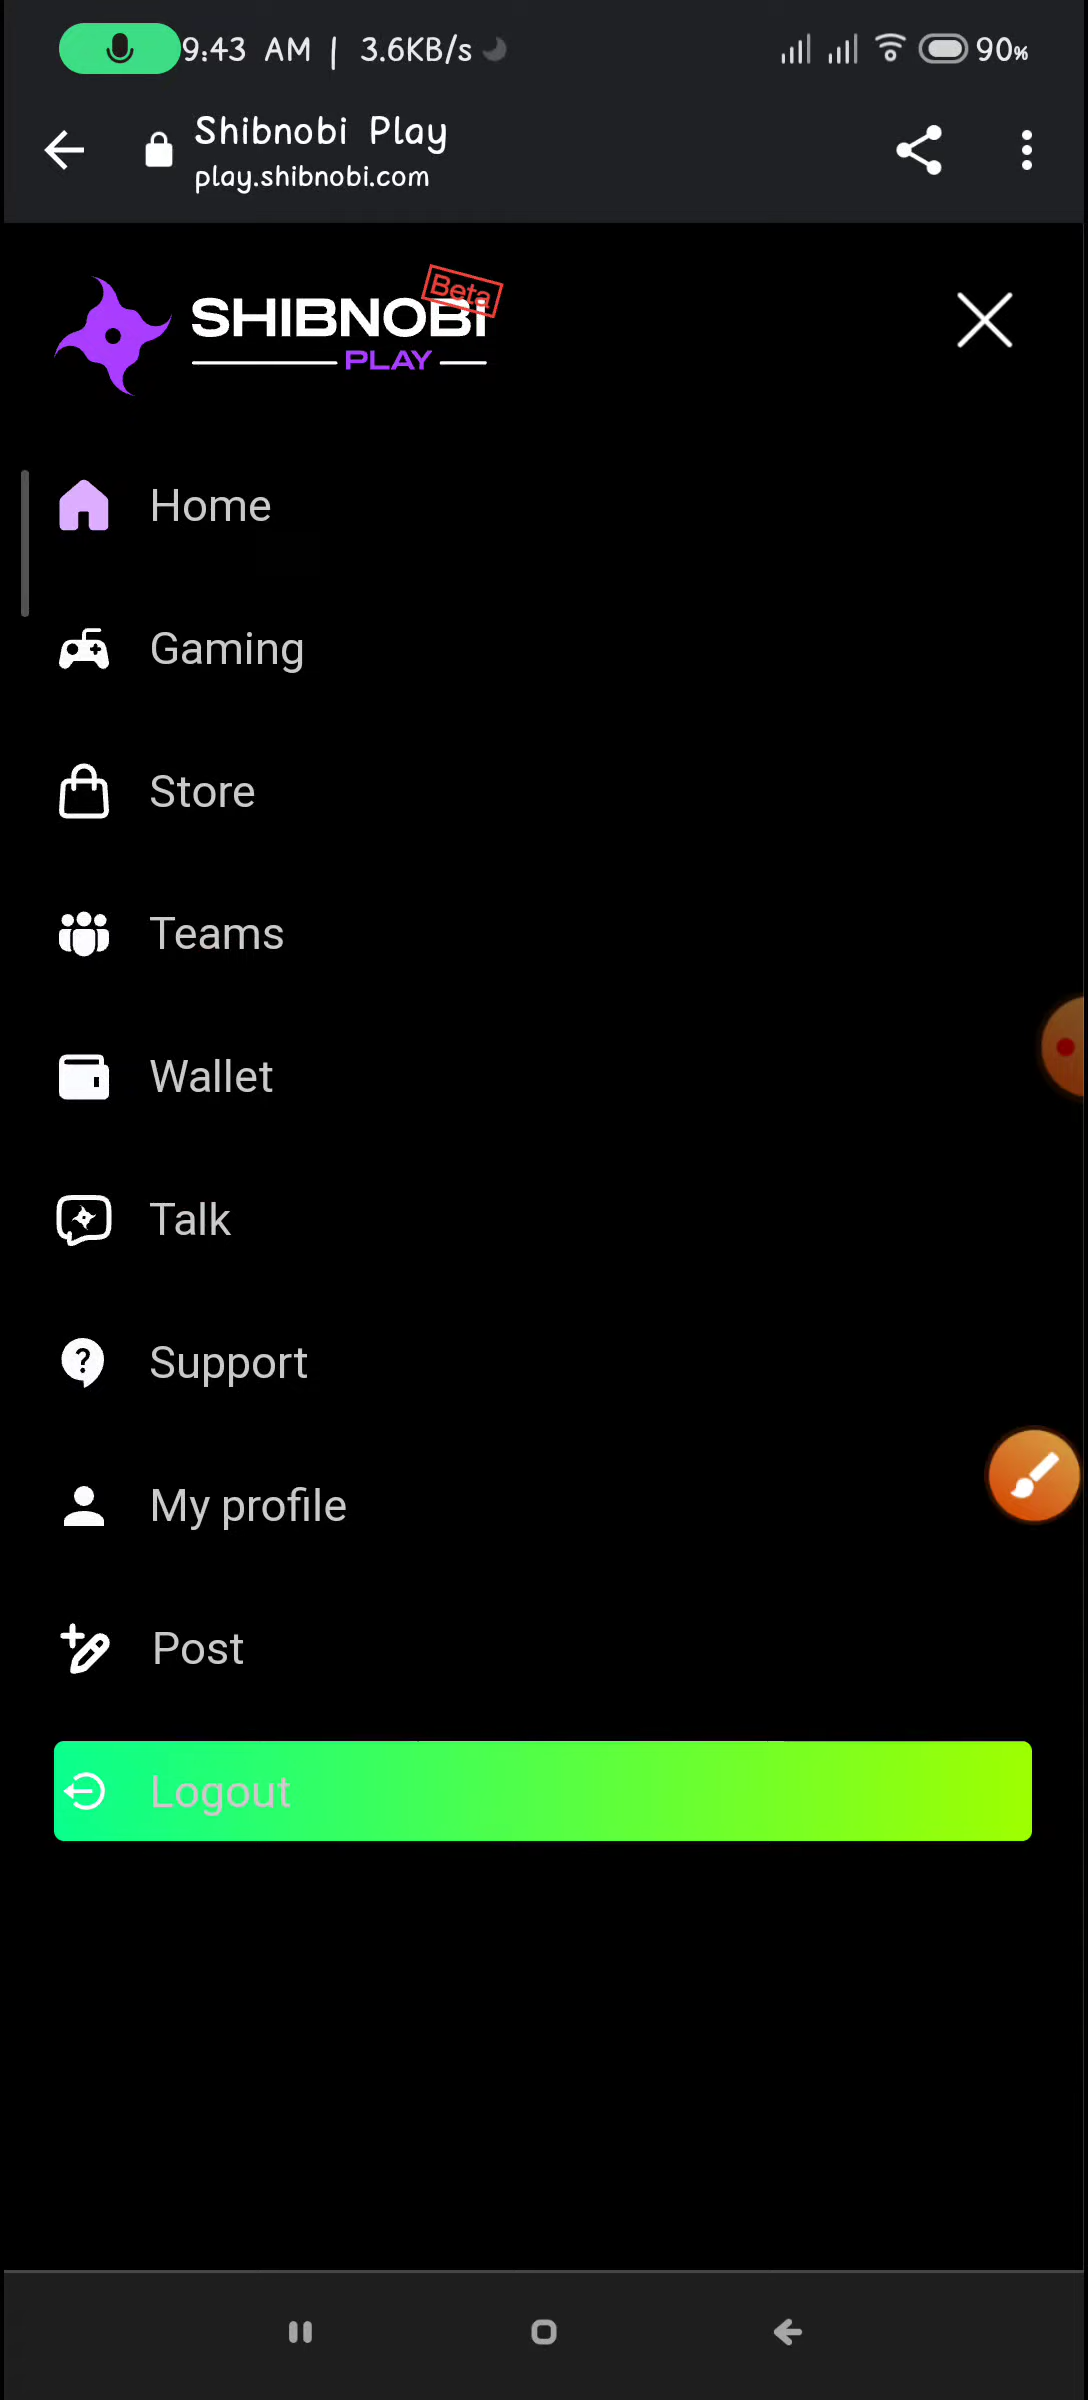 9:43 AM | 3.6KB/s 90%
Shibnobi Play
play.shibnobi.com
Beta
SHIBNOBI
PLAY
Home
Gaming
Store
Teams
Wallet
Talk
Support
My profile
Post
Logout